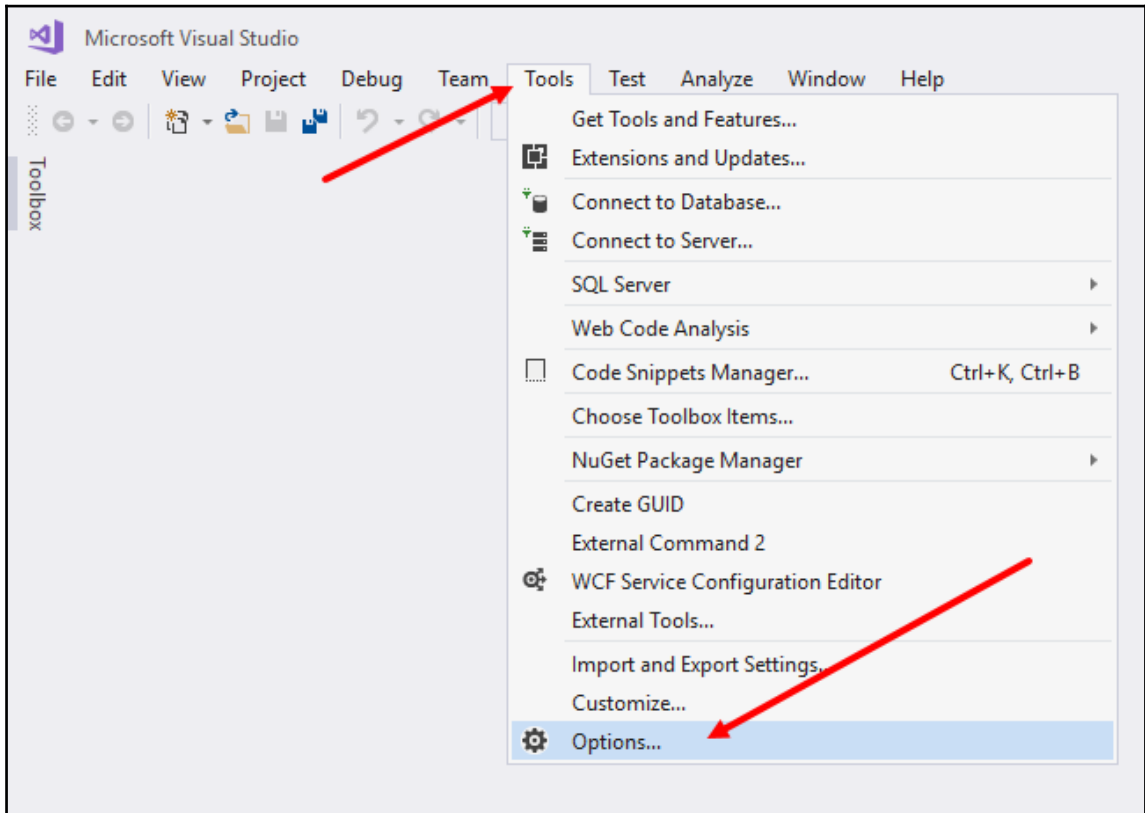 Microsoft Visual Studio
File Edit View Project Debug Team Tools Test Analyze Window Help
Toolbox
Get Tools and Features...
Extensions and Updates...
Connect to Database...
Connect to Server...
SQL Server
Web Code Analysis
Code Snippets Manager... Ctrl+K, Ctrl+B
Choose Toolbox Items...
NuGet Package Manager
Create GUID
External Command 2
WCF Service Configuration Editor
External Tools...
Import and Export Settings...
Customize...
Options...